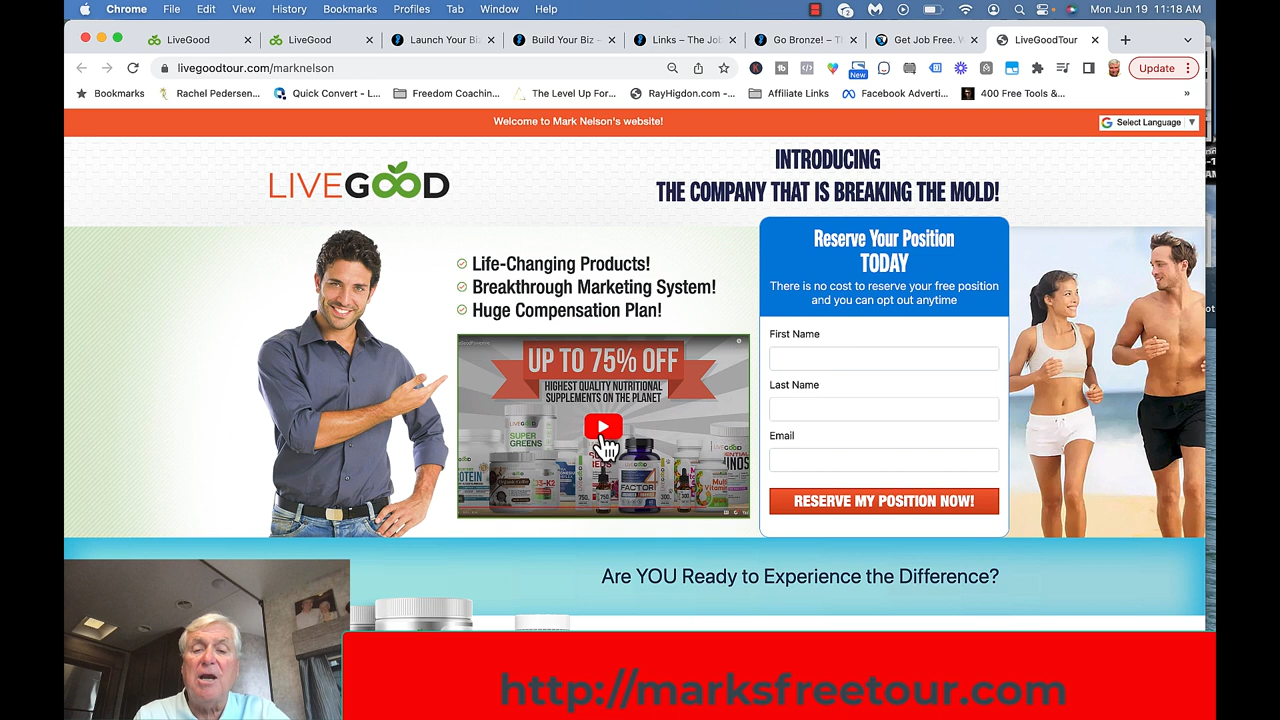 Chrome File Edit View History Bookmarks Profiles Tab Window Help Mon Jun 19 11:18 AM
LiveGood LiveGood Launch Your Bi Build Your Biz – Links – The Jo Go Bronze! – T Get Job Free. W LiveGoodTour
livegoodtour.com/marknelson New Update
Bookmarks Rachel Pedersen... Quick Convert - L... Freedom Coachin... The Level Up For... RayHigdon.com -... Affiliate Links Facebook Adverti... 400 Free Tools &... »
Welcome to Mark Nelson's website!
Select Language ▼
LIVEGOOD
INTRODUCING
THE COMPANY THAT IS BREAKING THE MOLD!
Life-Changing Products!
Breakthrough Marketing System!
Huge Compensation Plan!
UP TO 75% OFF
HIGHEST QUALITY NUTRITIONAL
SUPPLEMENTS ON THE PLANET
SUPER
GREENS
FACTOR
Reserve Your Position
TODAY
There is no cost to reserve your free position
and you can opt out anytime
First Name
Last Name
Email
RESERVE MY POSITION NOW!
Are YOU Ready to Experience the Difference?
http://marksfreetour.com